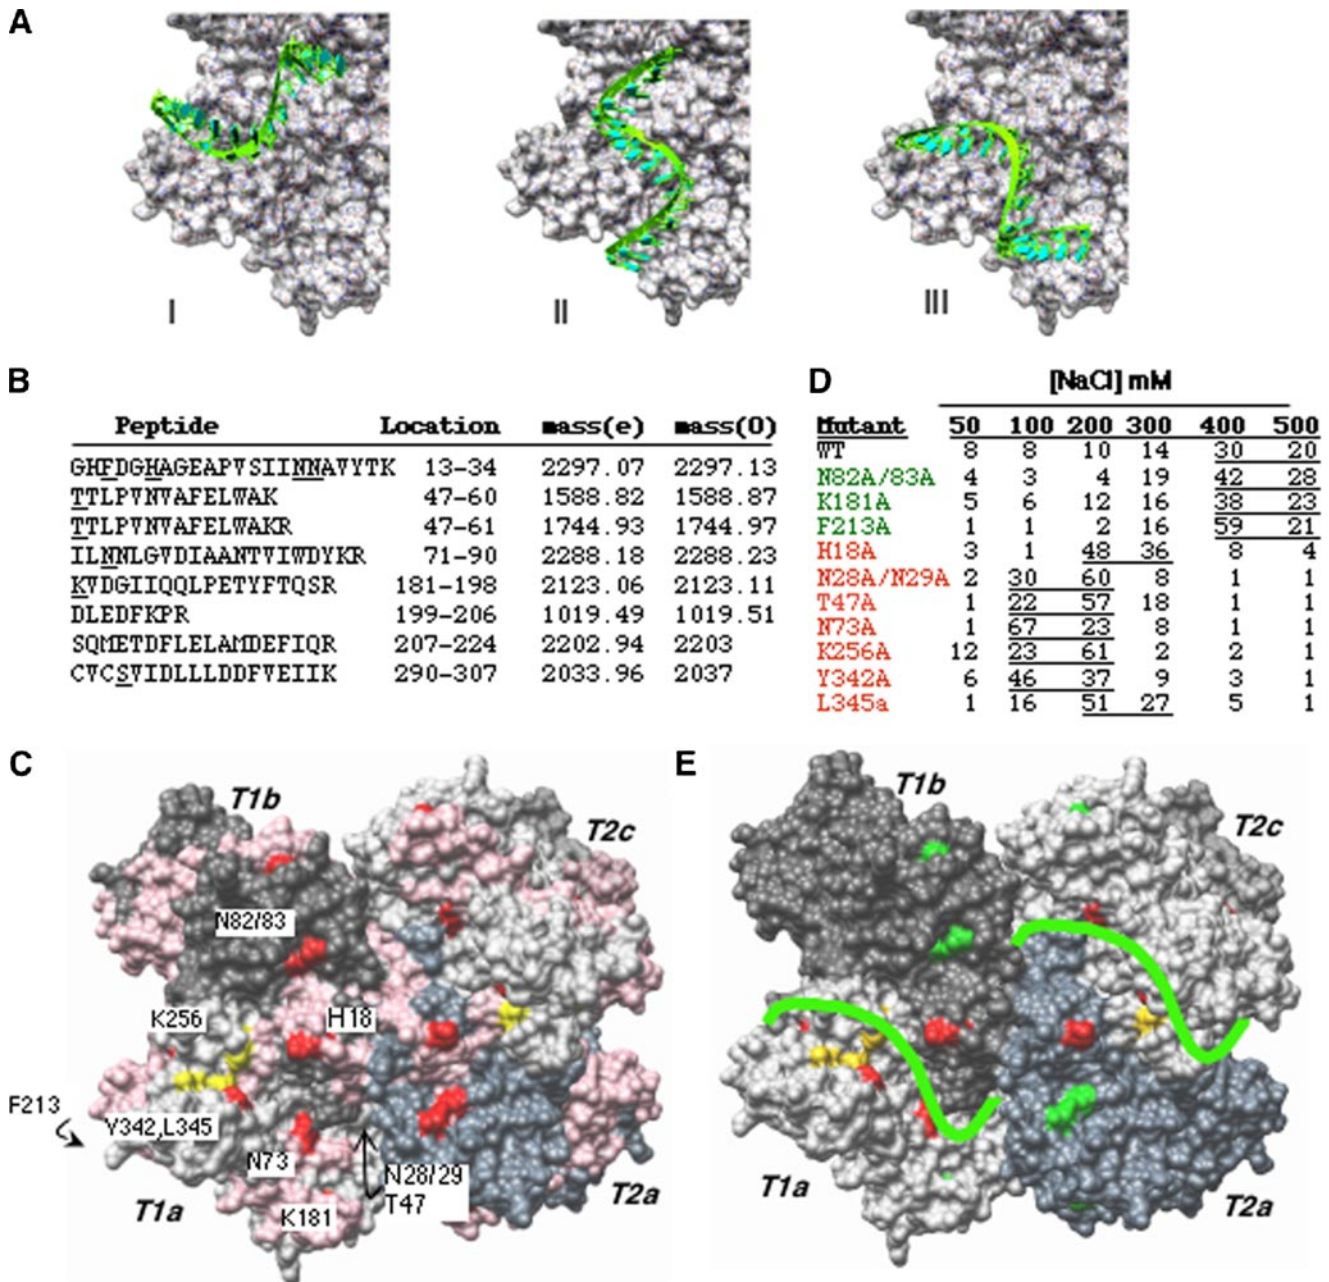 A
I
II
III
B
Peptide Location mass(e) mass(O)
GHFDGHAGEAPVSIINNAVYTK 13-34 2297.07 2297.13
TTLPVNVAFELWAK 47-60 1588.82 1588.87
TTLPVNVAFELWAKR 47-61 1744.93 1744.97
ILNNLGVDIAANTVIWDYKR 71-90 2288.18 2288.23
KVDGIIQQLPETYFTQSR 181-198 2123.06 2123.11
DLEDFKPR 199-206 1019.49 1019.51
SQMETDFLELAMDEFIQR 207-224 2202.94 2203
CVCSVIDLLLDDFVEIIK 290-307 2033.96 2037
D
[NaCl] mM
Mutant 50 100 200 300 400 500
WT 8 8 10 14 30 20
N82A/83A 4 3 4 19 42 28
K181A 5 6 12 16 38 23
F213A 1 1 2 16 59 21
H18A 3 1 48 36 8 4
N28A/N29A 2 30 60 8 1 1
T47A 1 22 57 18 1 1
N73A 1 67 23 8 1 1
K256A 12 23 61 2 2 1
Y342A 6 46 37 9 3 1
L345a 1 16 51 27 5 1
C
T1b
T2c
N82/83
K256
H18
F213
Y342,L345
N73
N28/29
T47
K181
T1a
T2a
E
T1b
T2c
T1a
T2a